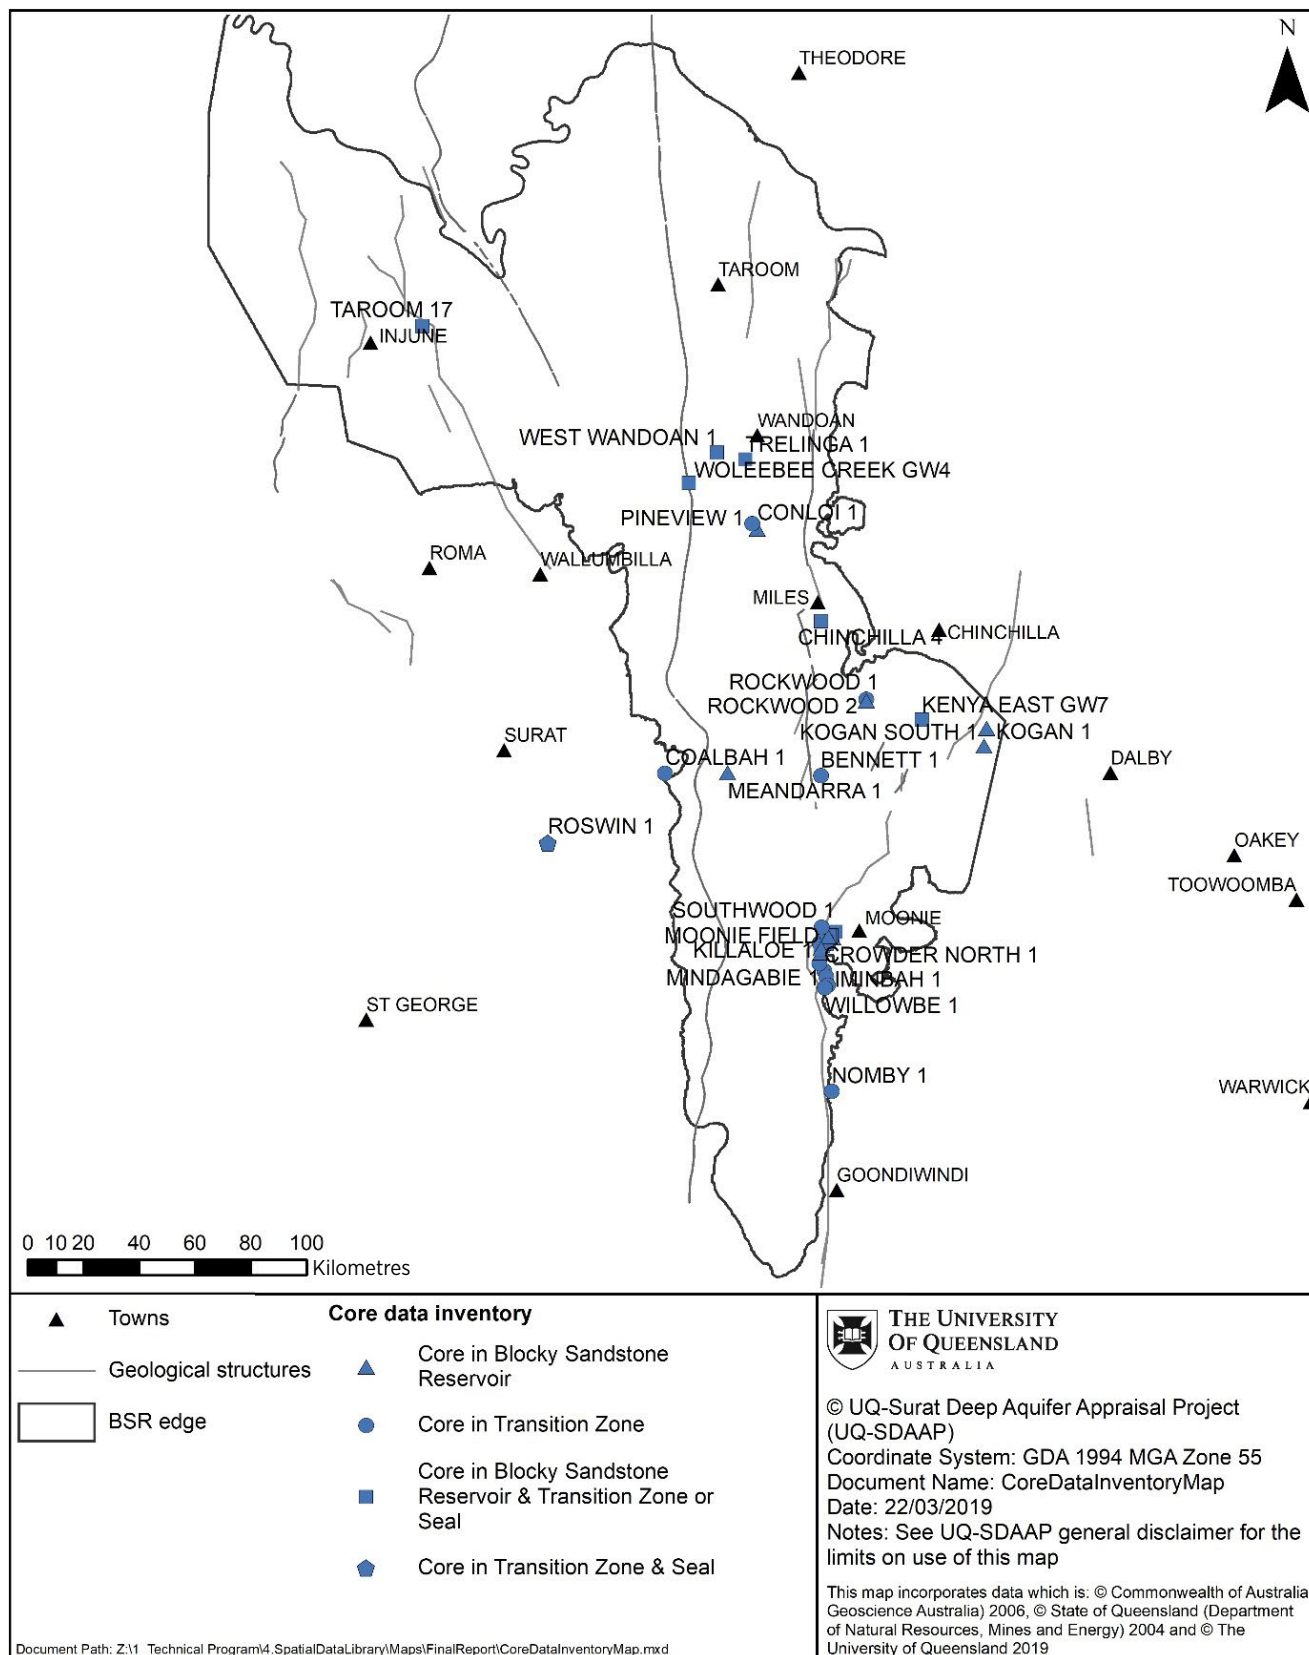 N
THEODORE
TAROOM
TAROOM 17
INJUNE
WANDOAN
WEST WANDOAN 1
TRELINGA 1
WOLEEBEE CREEK GW4
PINEVIEW 1
CONLOI 1
ROMA
WALLUMBILLA
MILES
CHINCHILLA 4
CHINCHILLA
ROCKWOOD 1
ROCKWOOD 2
KENYA EAST GW7
KOGAN SOUTH 1
KOGAN 1
SURAT
COALBAH 1
BENNETT 1
DALBY
MEANDARRA 1
ROSWIN 1
OAKEY
TOOWOOMBA
SOUTHWOOD 1
MOONIE
MOONIE FIELD
KILLALOE 1
CROWDER NORTH 1
MINDAGABIE 1
MINBAH 1
WILLOWBE 1
ST GEORGE
NOMBY 1
WARWICK
GOONDIWINDI
0 10 20 40 60 80 100
Kilometres
Towns
Geological structures
BSR edge
Core data inventory
Core in Blocky Sandstone
Reservoir
Core in Transition Zone
Core in Blocky Sandstone
Reservoir & Transition Zone or
Seal
Core in Transition Zone & Seal
THE UNIVERSITY
OF QUEENSLAND
AUSTRALIA
© UQ-Surat Deep Aquifer Appraisal Project
(UQ-SDAAP)
Coordinate System: GDA 1994 MGA Zone 55
Document Name: CoreDataInventoryMap
Date: 22/03/2019
Notes: See UQ-SDAAP general disclaimer for the
limits on use of this map
This map incorporates data which is: © Commonwealth of Australia
Geoscience Australia) 2006, © State of Queensland (Department
of Natural Resources, Mines and Energy) 2004 and © The
University of Queensland 2019
Document Path: Z:\1_Technical Program\4.SpatialDataLibrary\Maps\FinalReport\CoreDataInventoryMap.mxd